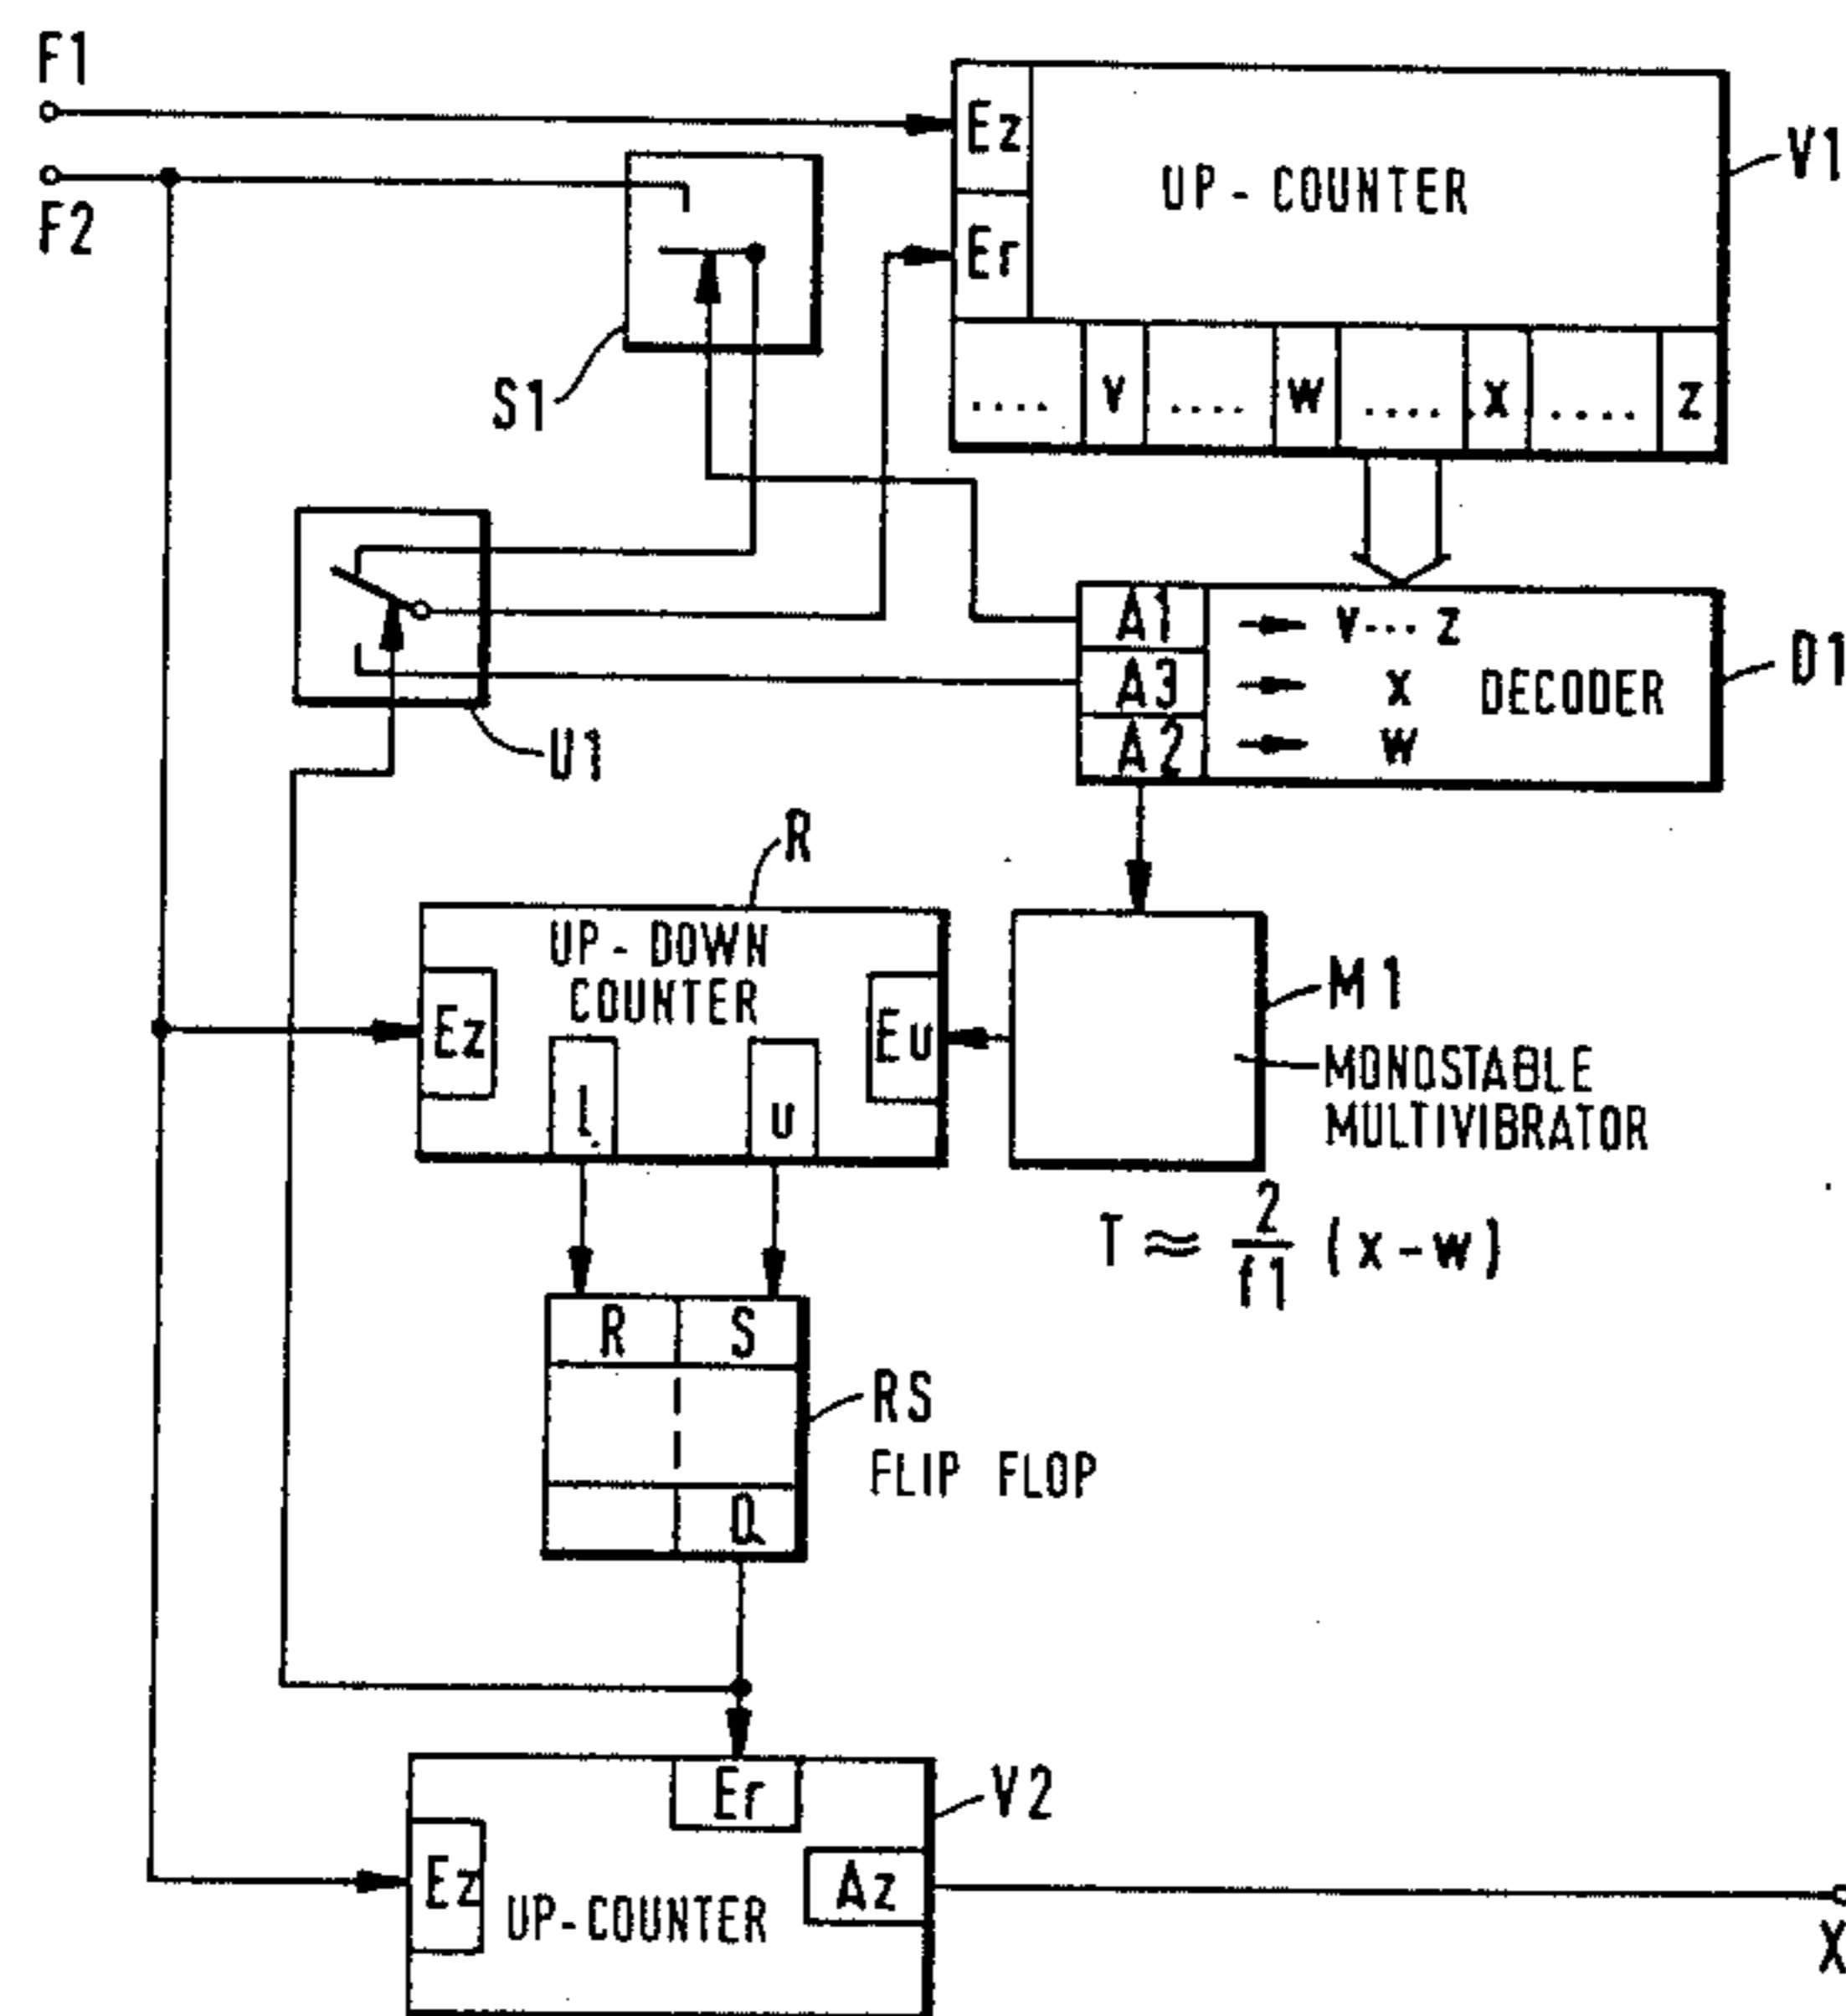 F1
F2
Ez
Er
UP - COUNTER
V1
S1
.... v .... w .... x .... z
U1
A1 v... z
A3 x DECODER
A2 w
D1
R
UP - DOWN
COUNTER
Ez
Eu
L
u
M1
MONOSTABLE
MULTIVIBRATOR
T ≈ 2/f1 (x - w)
R S
RS
FLIP FLOP
Q
Er
V2
Ez
Az
UP-COUNTER
X